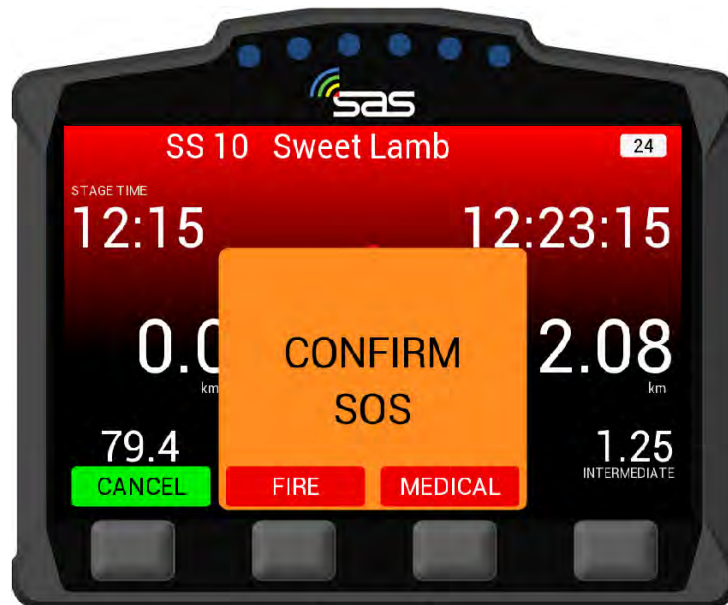 sas
SS 10 Sweet Lamb 24
STAGE TIME
12:15 12:23:15
CONFIRM
SOS
0.0 2.08
km km
79.4 1.25
INTERMEDIATE
CANCEL FIRE MEDICAL